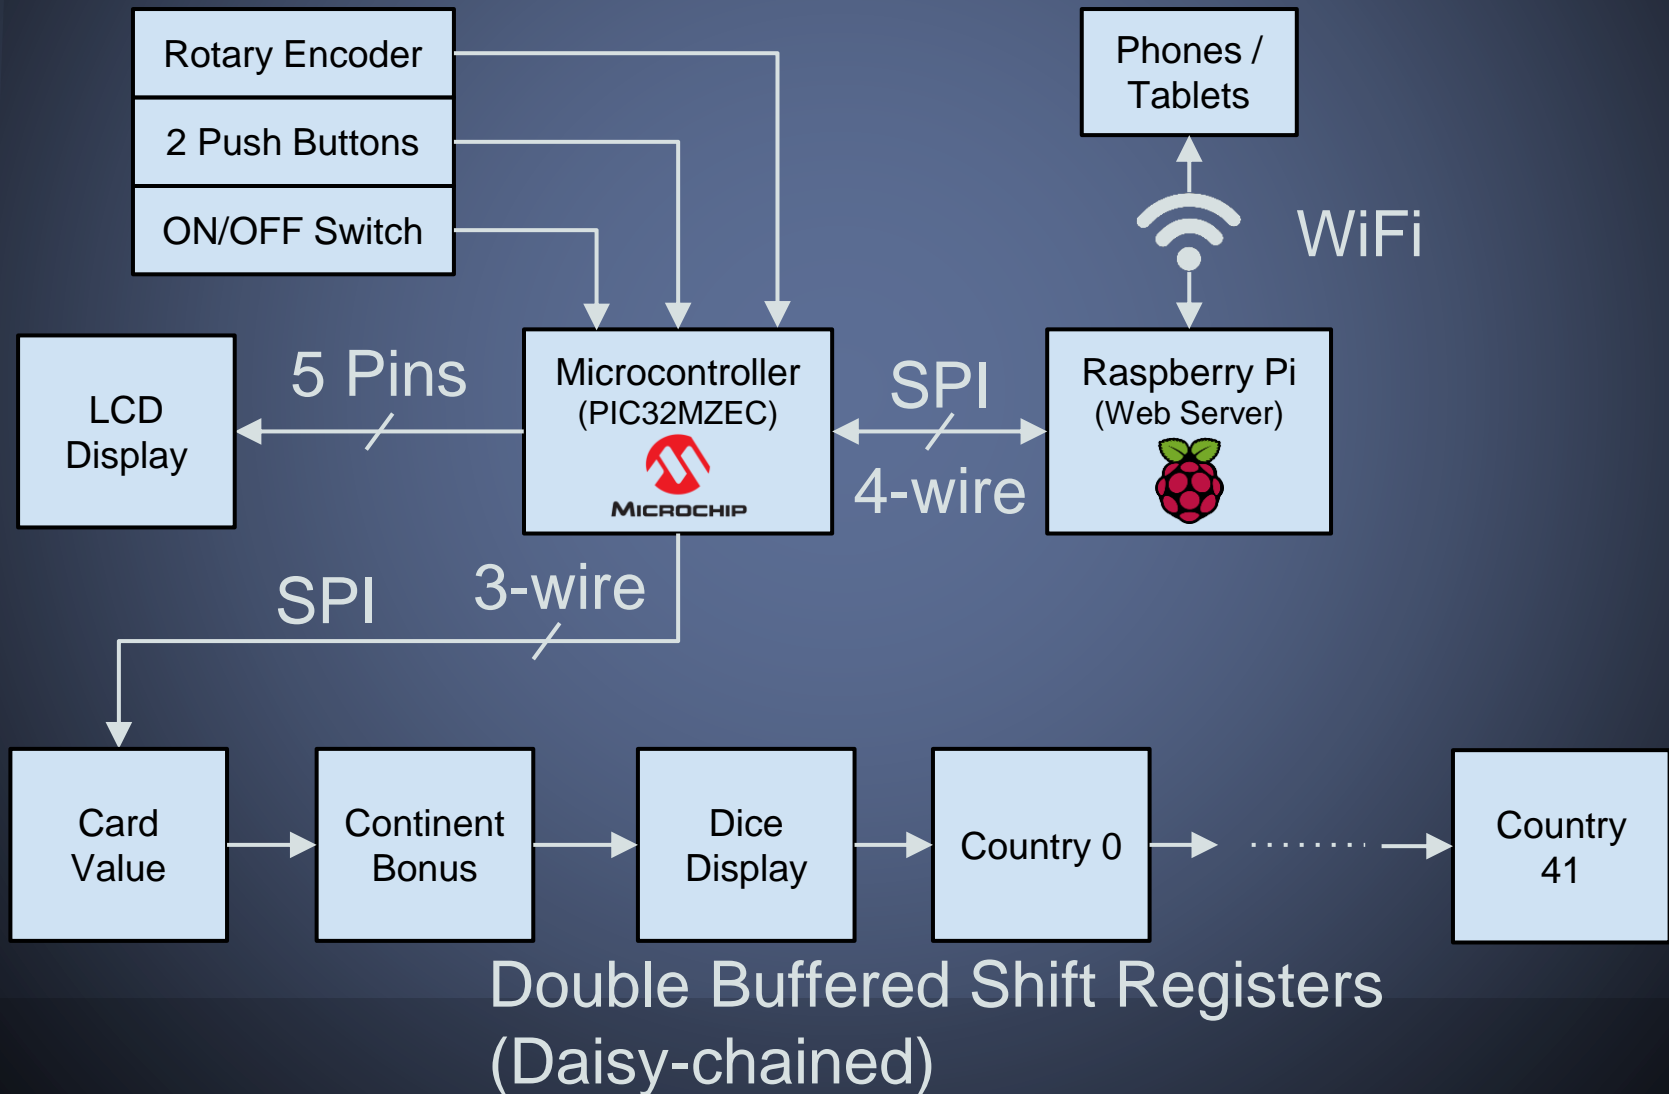 Rotary Encoder
2 Push Buttons
ON/OFF Switch
Phones /
Tablets
WiFi
LCD
Display
5 Pins
Microcontroller
(PIC32MZEC)
MICROCHIP
SPI
4-wire
Raspberry Pi
(Web Server)
SPI
3-wire
Card
Value
Continent
Bonus
Dice
Display
Country 0
........
Country
41
Double Buffered Shift Registers
(Daisy-chained)